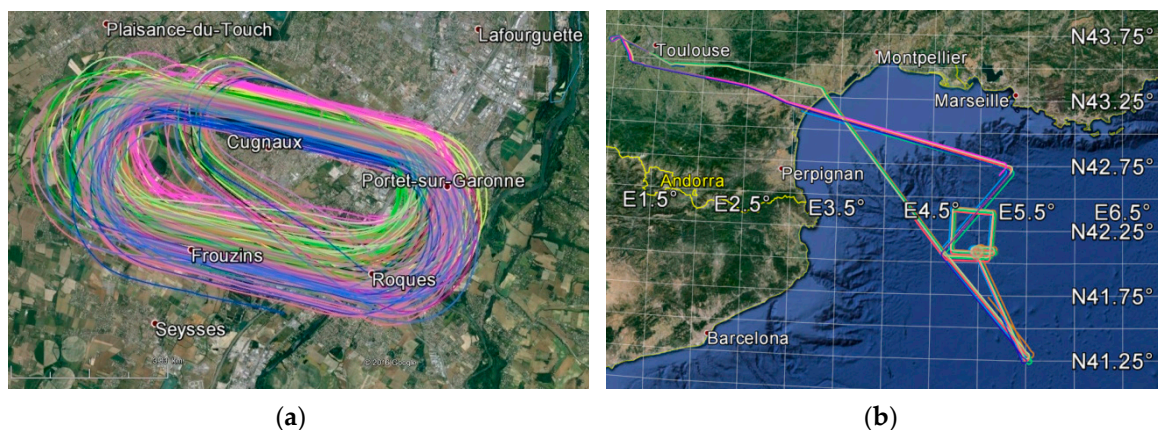 Plaisance-du-Touch
Lafourguette
Cugnaux
Portet-sur-Garonne
Frouzins
Roques
Seysses
Toulouse
Montpellier
N43.75°
Marseille
N43.25°
N42.75°
Perpignan
Andorra
E1.5°
E2.5°
E3.5°
E4.5°
E5.5°
E6.5°
N42.25°
N41.75°
Barcelona
N41.25°
(a)
(b)